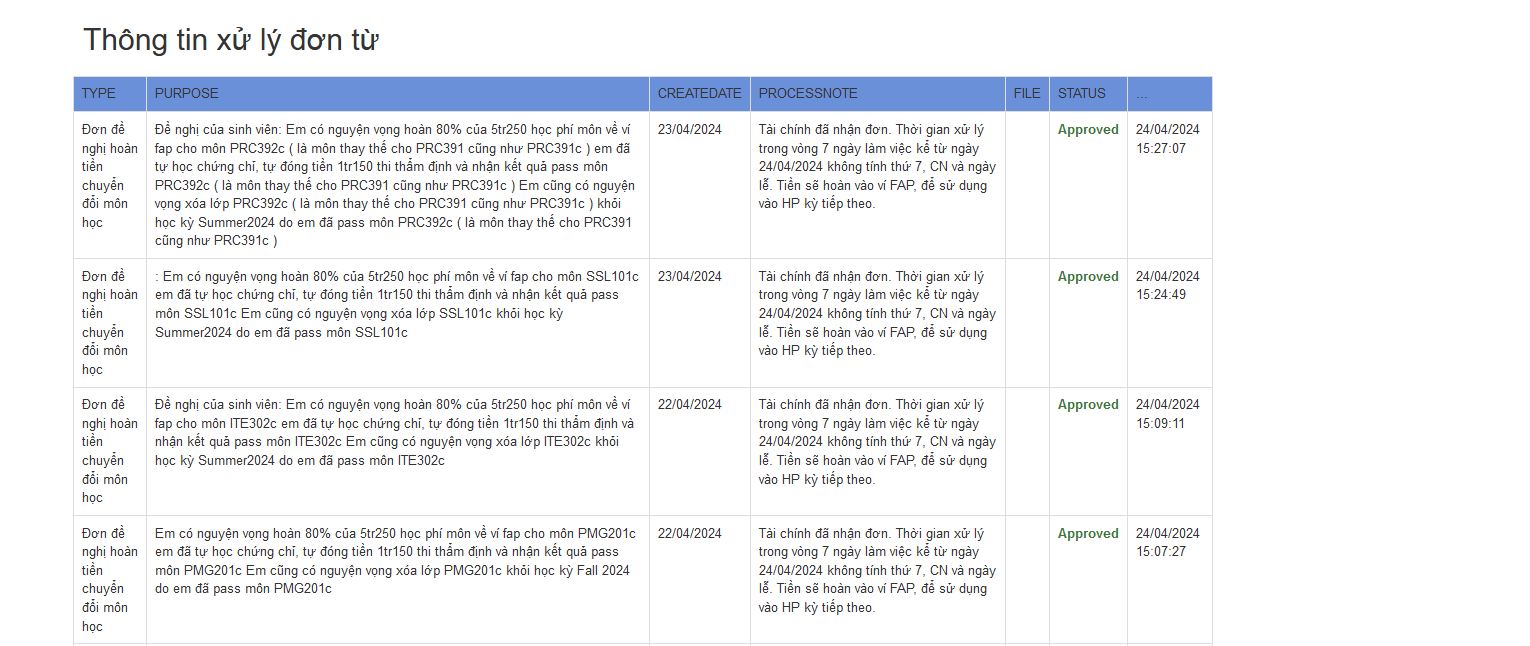 Thông tin xử lý đơn từ
TYPE PURPOSE CREATEDATE PROCESSNOTE FILE STATUS ...
Đơn đề
nghị hoàn
tiền
chuyển
đổi môn
học
Đề nghị của sinh viên: Em có nguyện vọng hoàn 80% của 5tr250 học phí môn về ví
fap cho môn PRC392c ( là môn thay thế cho PRC391 cũng như PRC391c ) em đã
tự học chứng chỉ, tự đóng tiền 1tr150 thi thẩm định và nhận kết quả pass môn
PRC392c ( là môn thay thế cho PRC391 cũng như PRC391c ) Em cũng có nguyện
vọng xóa lớp PRC392c ( là môn thay thế cho PRC391 cũng như PRC391c ) khỏi
học kỳ Summer2024 do em đã pass môn PRC392c ( là môn thay thế cho PRC391
cũng như PRC391c )
23/04/2024
Tài chính đã nhận đơn. Thời gian xử lý
trong vòng 7 ngày làm việc kể từ ngày
24/04/2024 không tính thứ 7, CN và ngày
lễ. Tiền sẽ hoàn vào ví FAP, để sử dụng
vào HP kỳ tiếp theo.
Approved
24/04/2024
15:27:07
Đơn đề
nghị hoàn
tiền
chuyển
đổi môn
học
: Em có nguyện vọng hoàn 80% của 5tr250 học phí môn về ví fap cho môn SSL101c
em đã tự học chứng chỉ, tự đóng tiền 1tr150 thi thẩm định và nhận kết quả pass
môn SSL101c Em cũng có nguyện vọng xóa lớp SSL101c khỏi học kỳ
Summer2024 do em đã pass môn SSL101c
23/04/2024
Tài chính đã nhận đơn. Thời gian xử lý
trong vòng 7 ngày làm việc kể từ ngày
24/04/2024 không tính thứ 7, CN và ngày
lễ. Tiền sẽ hoàn vào ví FAP, để sử dụng
vào HP kỳ tiếp theo.
Approved
24/04/2024
15:24:49
Đơn đề
nghị hoàn
tiền
chuyển
đổi môn
học
Đề nghị của sinh viên: Em có nguyện vọng hoàn 80% của 5tr250 học phí môn về ví
fap cho môn ITE302c em đã tự học chứng chỉ, tự đóng tiền 1tr150 thi thẩm định và
nhận kết quả pass môn ITE302c Em cũng có nguyện vọng xóa lớp ITE302c khỏi
học kỳ Summer2024 do em đã pass môn ITE302c
22/04/2024
Tài chính đã nhận đơn. Thời gian xử lý
trong vòng 7 ngày làm việc kể từ ngày
24/04/2024 không tính thứ 7, CN và ngày
lễ. Tiền sẽ hoàn vào ví FAP, để sử dụng
vào HP kỳ tiếp theo.
Approved
24/04/2024
15:09:11
Đơn đề
nghị hoàn
tiền
chuyển
đổi môn
học
Em có nguyện vọng hoàn 80% của 5tr250 học phí môn về ví fap cho môn PMG201c
em đã tự học chứng chỉ, tự đóng tiền 1tr150 thi thẩm định và nhận kết quả pass
môn PMG201c Em cũng có nguyện vọng xóa lớp PMG201c khỏi học kỳ Fall 2024
do em đã pass môn PMG201c
22/04/2024
Tài chính đã nhận đơn. Thời gian xử lý
trong vòng 7 ngày làm việc kể từ ngày
24/04/2024 không tính thứ 7, CN và ngày
lễ. Tiền sẽ hoàn vào ví FAP, để sử dụng
vào HP kỳ tiếp theo.
Approved
24/04/2024
15:07:27